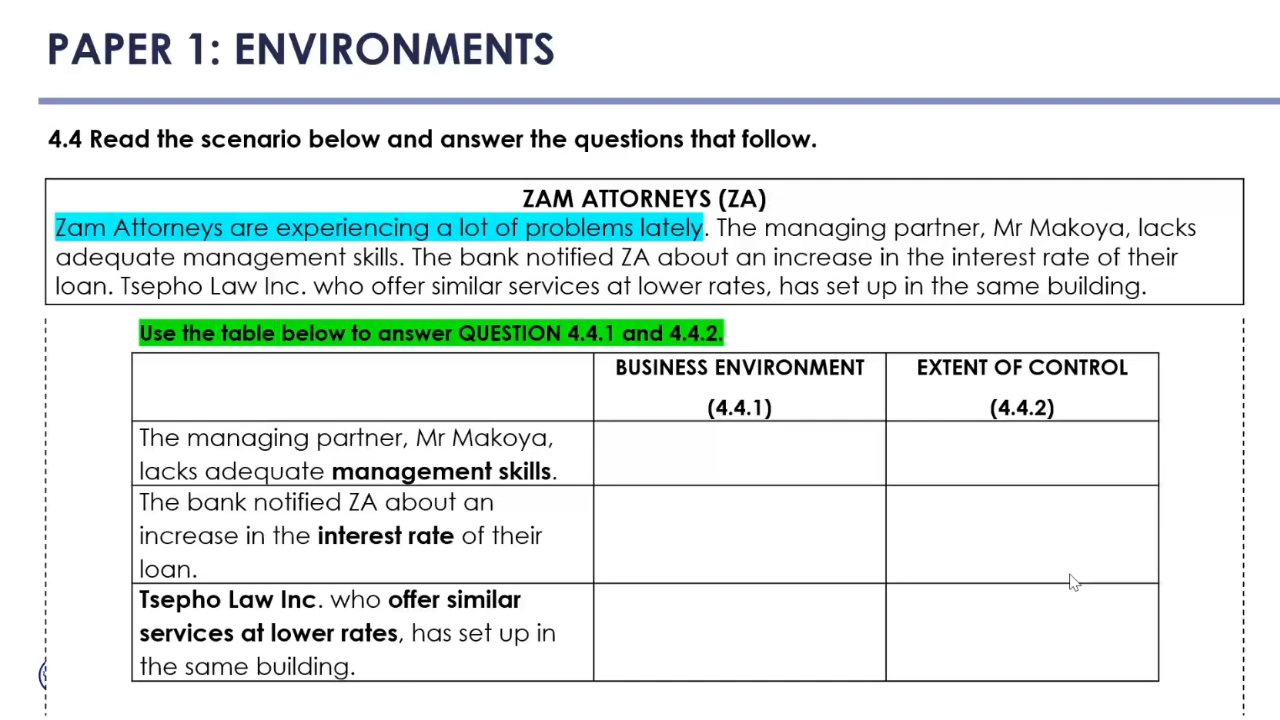 PAPER 1: ENVIRONMENTS
4.4 Read the scenario below and answer the questions that follow.
ZAM ATTORNEYS (ZA)
Zam Attorneys are experiencing a lot of problems lately. The managing partner, Mr Makoya, lacks
adequate management skills. The bank notified ZA about an increase in the interest rate of their
loan. Tsepho Law Inc. who offer similar services at lower rates, has set up in the same building.
Use the table below to answer QUESTION 4.4.1 and 4.4.2.
BUSINESS ENVIRONMENT
(4.4.1)
EXTENT OF CONTROL
(4.4.2)
The managing partner, Mr Makoya,
lacks adequate management skills.
The bank notified ZA about an
increase in the interest rate of their
loan.
Tsepho Law Inc. who offer similar
services at lower rates, has set up in
the same building.